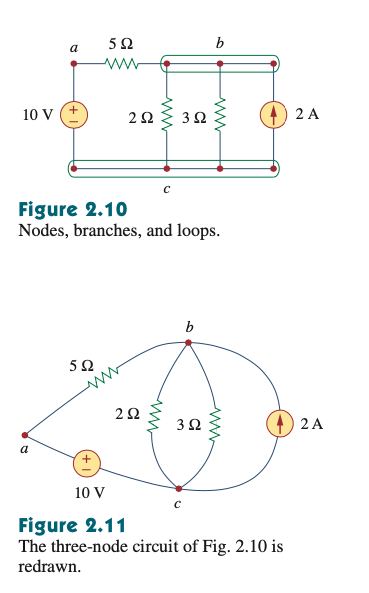 a 5 Ω b
10 V + − 2 Ω 3 Ω 2 A
c
Figure 2.10
Nodes, branches, and loops.
b
5 Ω
2 Ω 3 Ω 2 A
a
+ −
10 V
c
Figure 2.11
The three-node circuit of Fig. 2.10 is
redrawn.